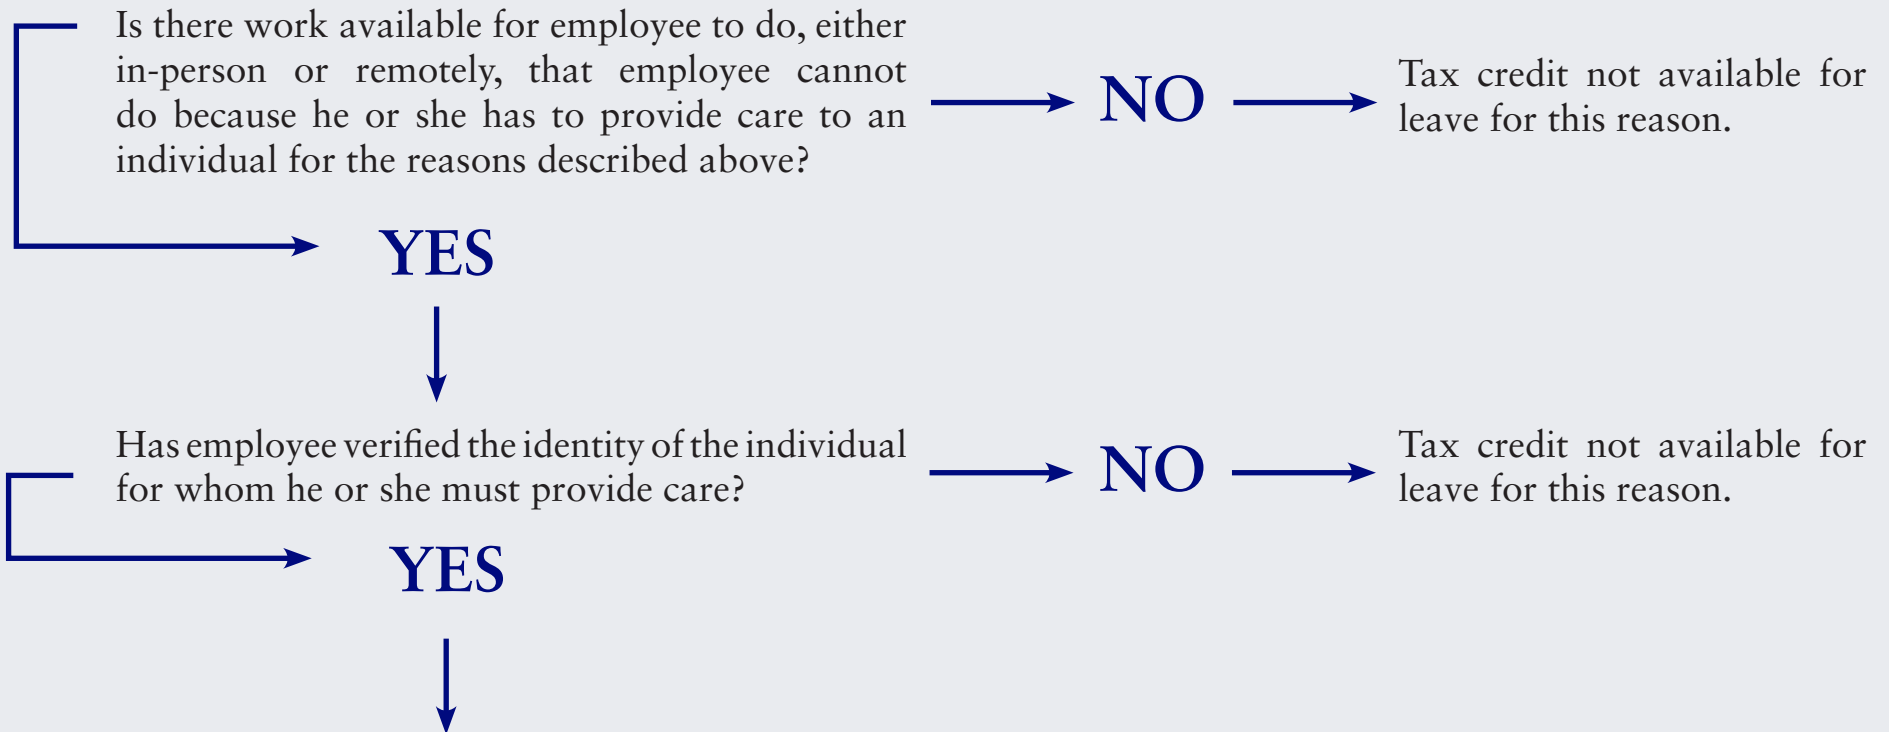 Is there work available for employee to do, either
in-person or remotely, that employee cannot
do because he or she has to provide care to an
individual for the reasons described above?
NO
Tax credit not available for
leave for this reason.
YES
Has employee verified the identity of the individual
for whom he or she must provide care?
NO
Tax credit not available for
leave for this reason.
YES